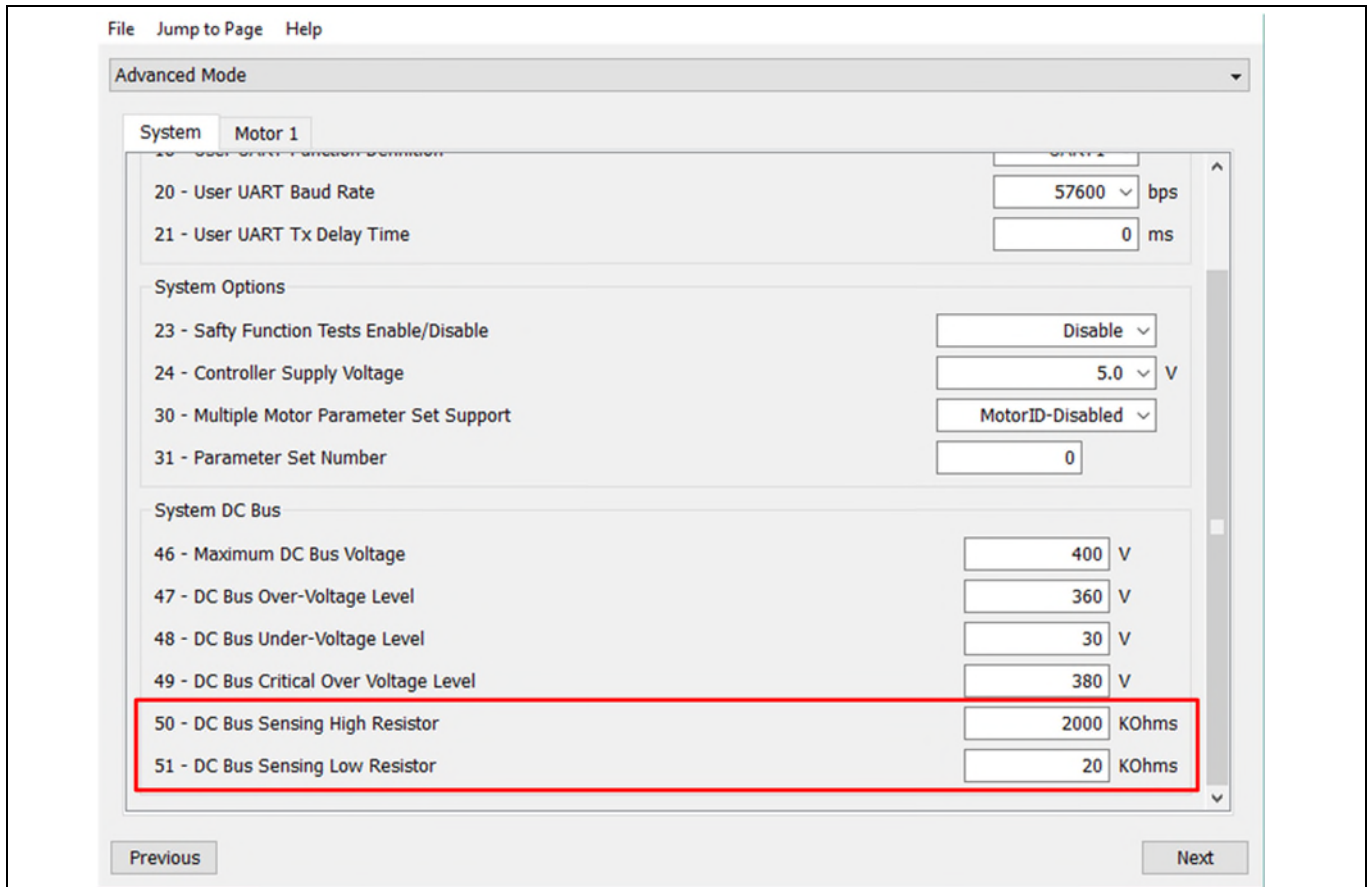 File Jump to Page Help
Advanced Mode
System Motor 1
20 - User UART Baud Rate 57600 bps
21 - User UART Tx Delay Time 0 ms
System Options
23 - Safty Function Tests Enable/Disable Disable
24 - Controller Supply Voltage 5.0 V
30 - Multiple Motor Parameter Set Support MotorID-Disabled
31 - Parameter Set Number 0
System DC Bus
46 - Maximum DC Bus Voltage 400 V
47 - DC Bus Over-Voltage Level 360 V
48 - DC Bus Under-Voltage Level 30 V
49 - DC Bus Critical Over Voltage Level 380 V
50 - DC Bus Sensing High Resistor 2000 KOhms
51 - DC Bus Sensing Low Resistor 20 KOhms
Previous Next